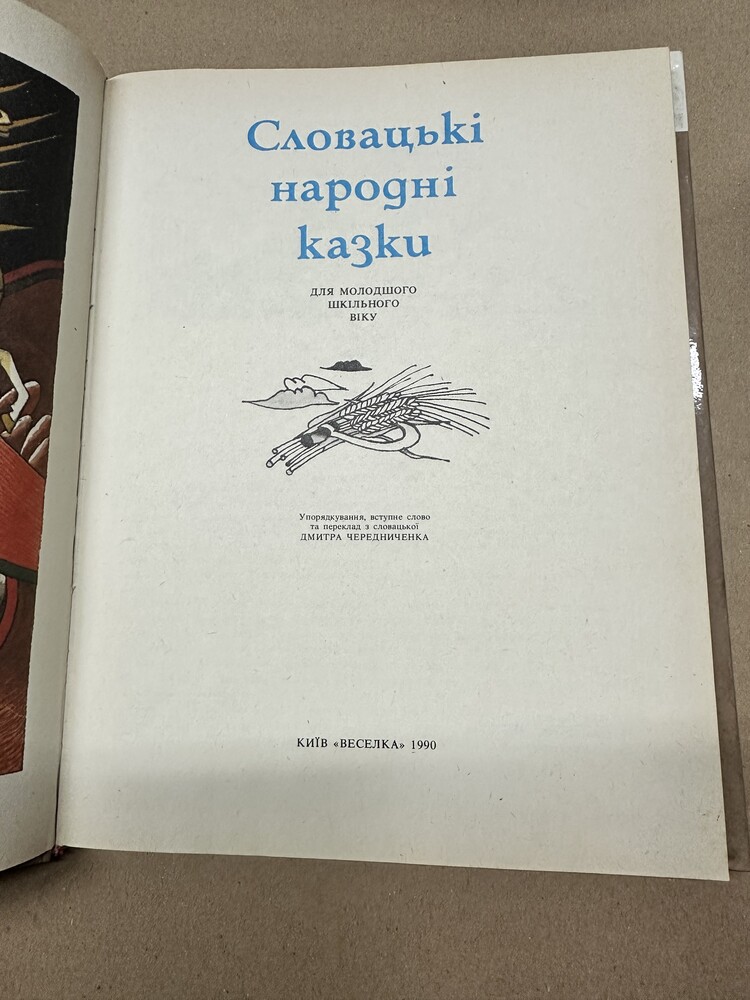 Словацькі
народні
казки
ДЛЯ МОЛОДШОГО
ШКІЛЬНОГО
ВІКУ
Упорядкування, вступне слово
та переклад з словацької
ДМИТРА ЧЕРЕДНИЧЕНКА
КИЇВ «ВЕСЕЛКА» 1990